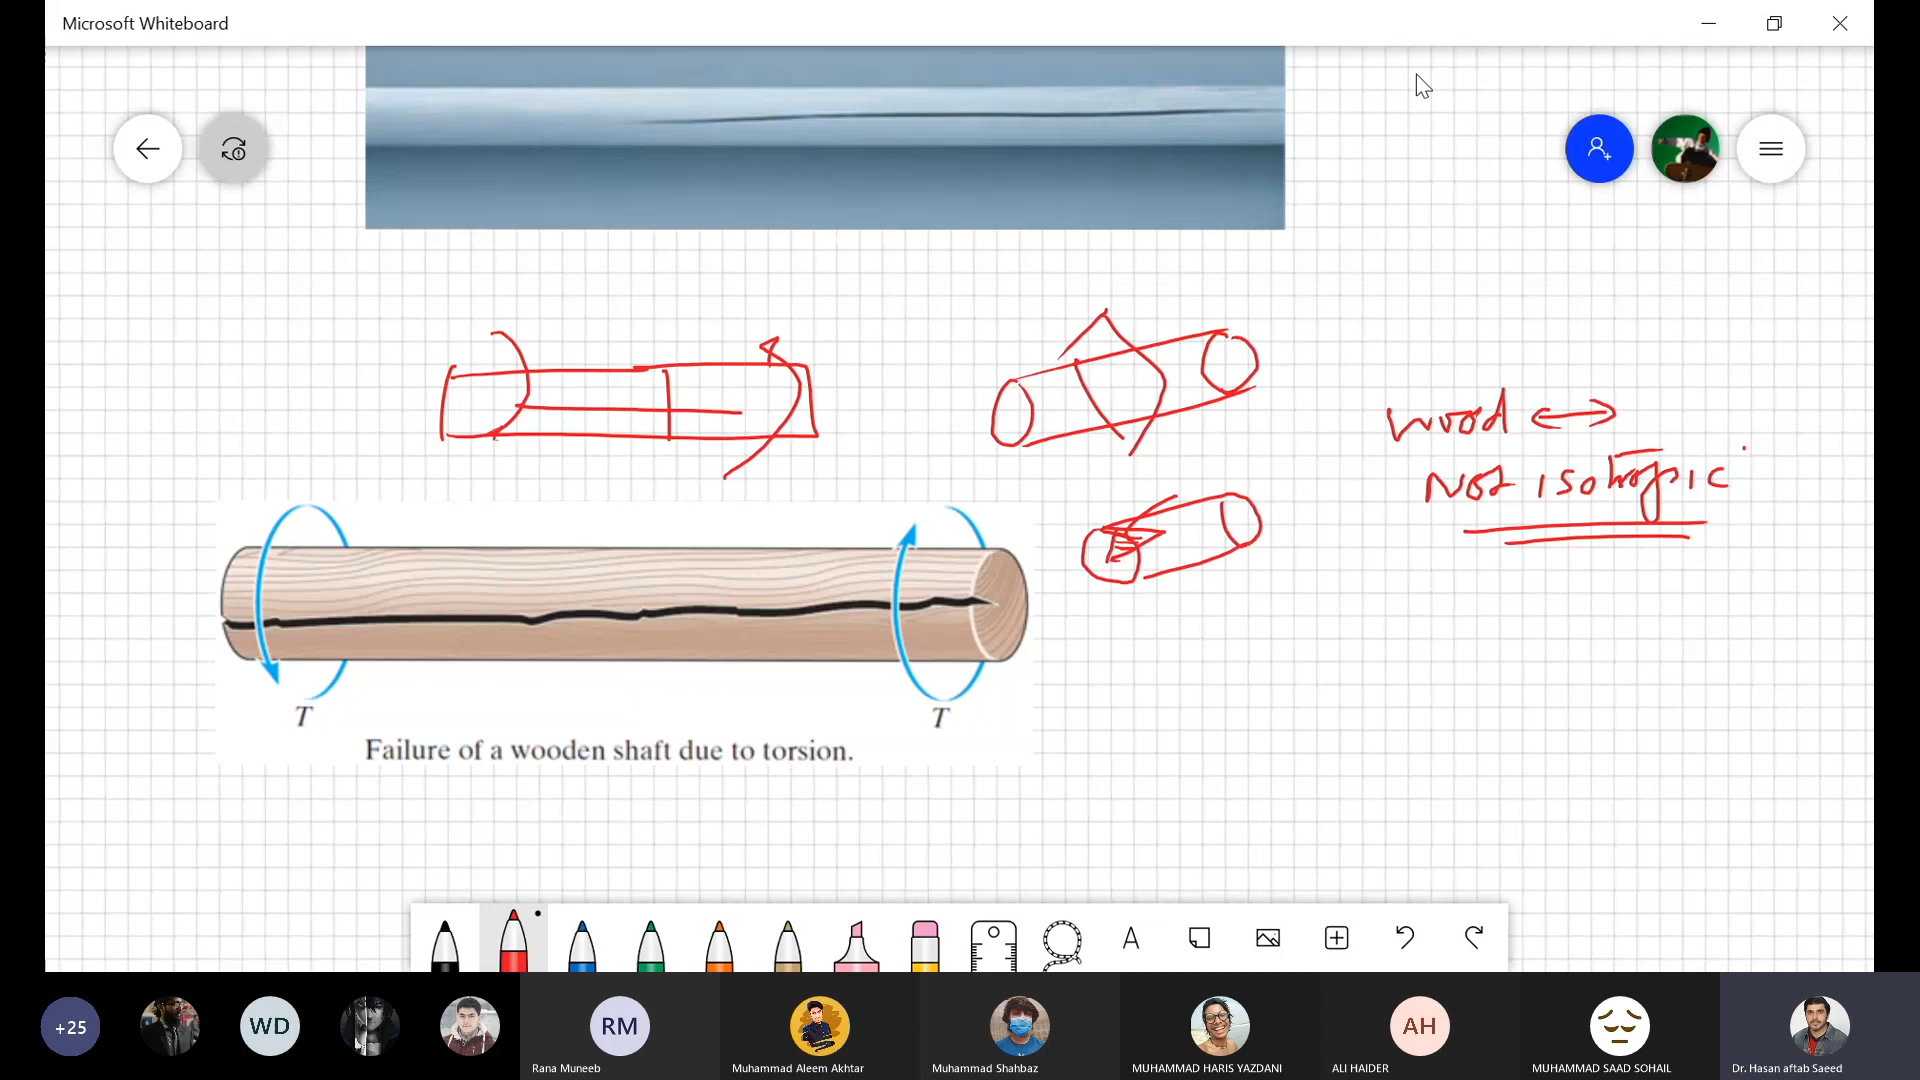 Microsoft Whiteboard
wood ↔
Not isotropic
T
T
Failure of a wooden shaft due to torsion.
A
+25
WD
RM
AH
Rana Muneeb
Muhammad Aleem Akhtar
Muhammad Shahbaz
MUHAMMAD HARIS YAZDANI
ALI HAIDER
MUHAMMAD SAAD SOHAIL
Dr. Hasan aftab Saeed